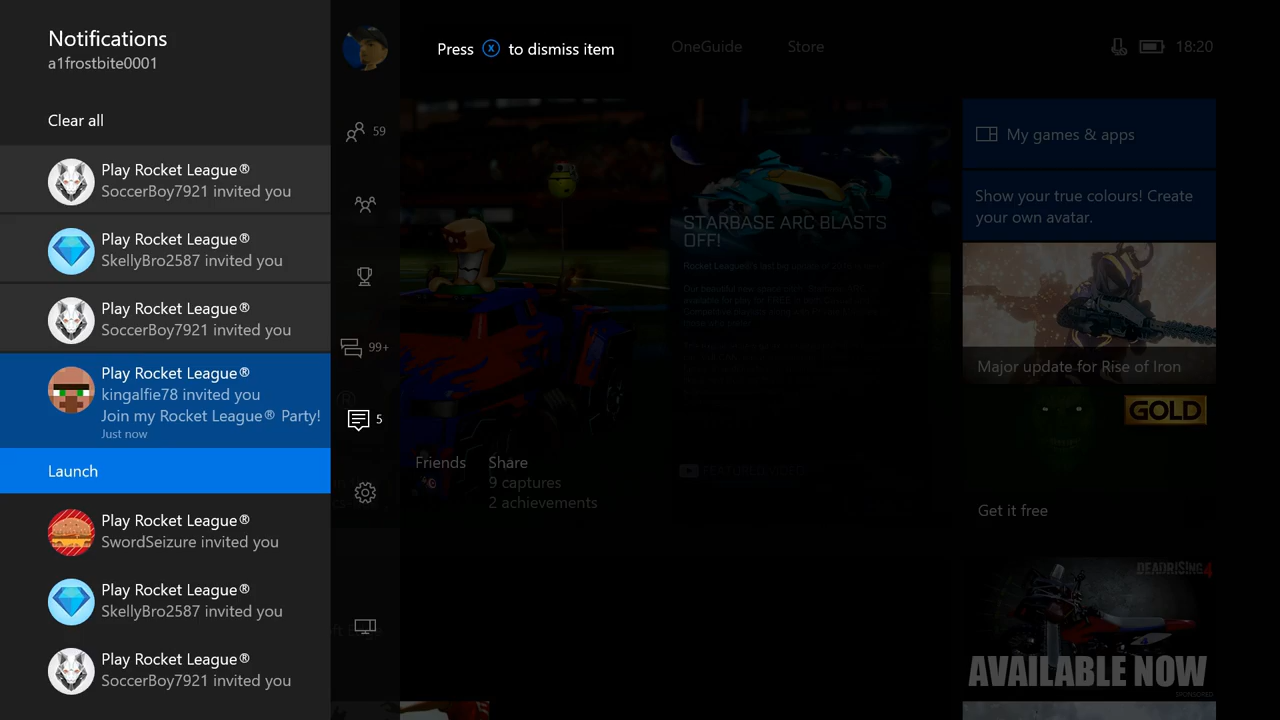 Notifications
a1frostbite0001
Clear all
Play Rocket League®
SoccerBoy7921 invited you
Play Rocket League®
SkellyBro2587 invited you
Play Rocket League®
SoccerBoy7921 invited you
Play Rocket League®
kingalfie78 invited you
Join my Rocket League® Party!
Just now
Launch
Play Rocket League®
SwordSeizure invited you
Play Rocket League®
SkellyBro2587 invited you
Play Rocket League®
SoccerBoy7921 invited you
59
99+
5
Press X to dismiss item
OneGuide
Store
18:20
STARBASE ARC BLASTS
OFF!
Friends
Share
9 captures
2 achievements
My games & apps
Show your true colours! Create
your own avatar.
Major update for Rise of Iron
GOLD
Get it free
DEADRISING 4
AVAILABLE NOW
SPONSORED